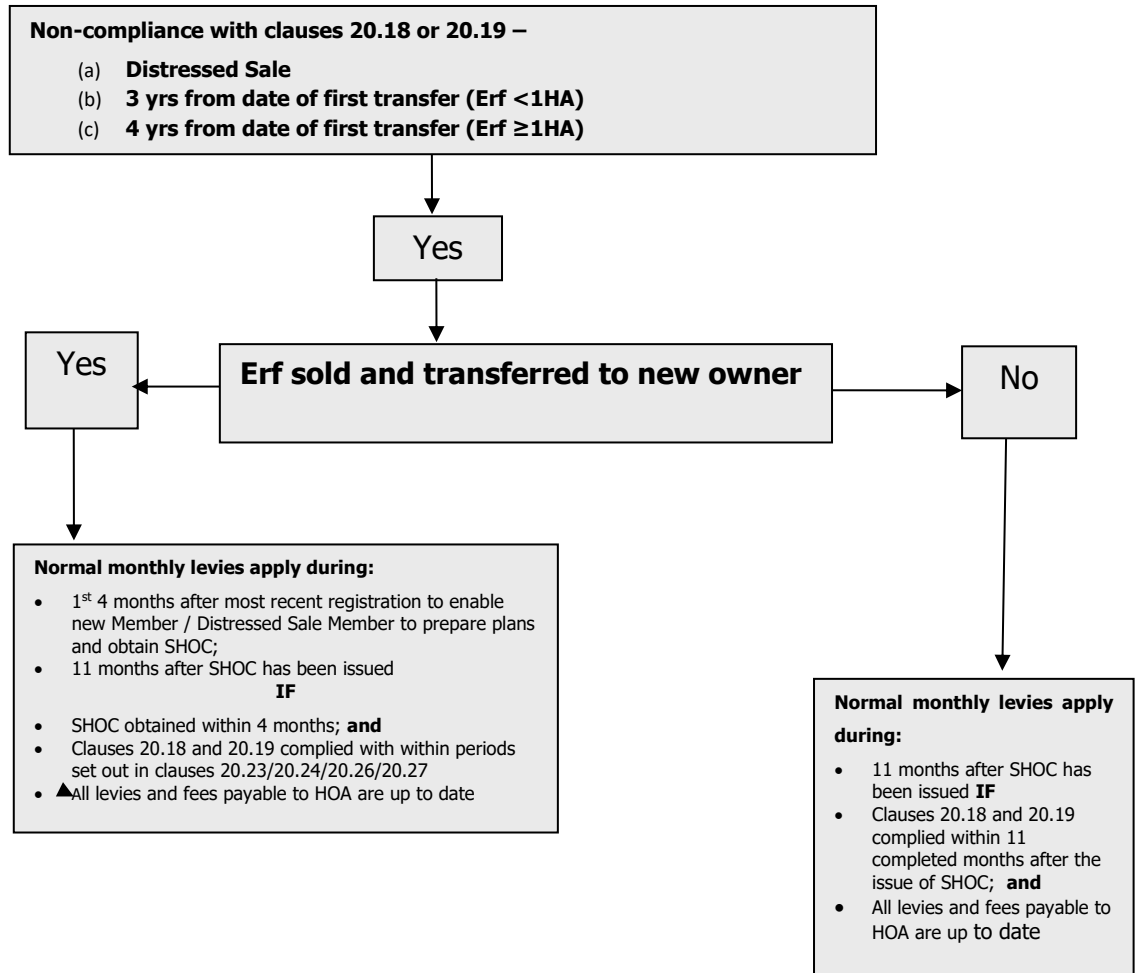 Non-compliance with clauses 20.18 or 20.19 –
(a) Distressed Sale
(b) 3 yrs from date of first transfer (Erf <1HA)
(c) 4 yrs from date of first transfer (Erf ≥1HA)
Yes
Yes
Erf sold and transferred to new owner
No
Normal monthly levies apply during:
• 1st 4 months after most recent registration to enable
new Member / Distressed Sale Member to prepare plans
and obtain SHOC;
• 11 months after SHOC has been issued
IF
• SHOC obtained within 4 months; and
• Clauses 20.18 and 20.19 complied with within periods
set out in clauses 20.23/20.24/20.26/20.27
• All levies and fees payable to HOA are up to date
Normal monthly levies apply
during:
• 11 months after SHOC has
been issued IF
• Clauses 20.18 and 20.19
complied within 11
completed months after the
issue of SHOC; and
• All levies and fees payable to
HOA are up to date